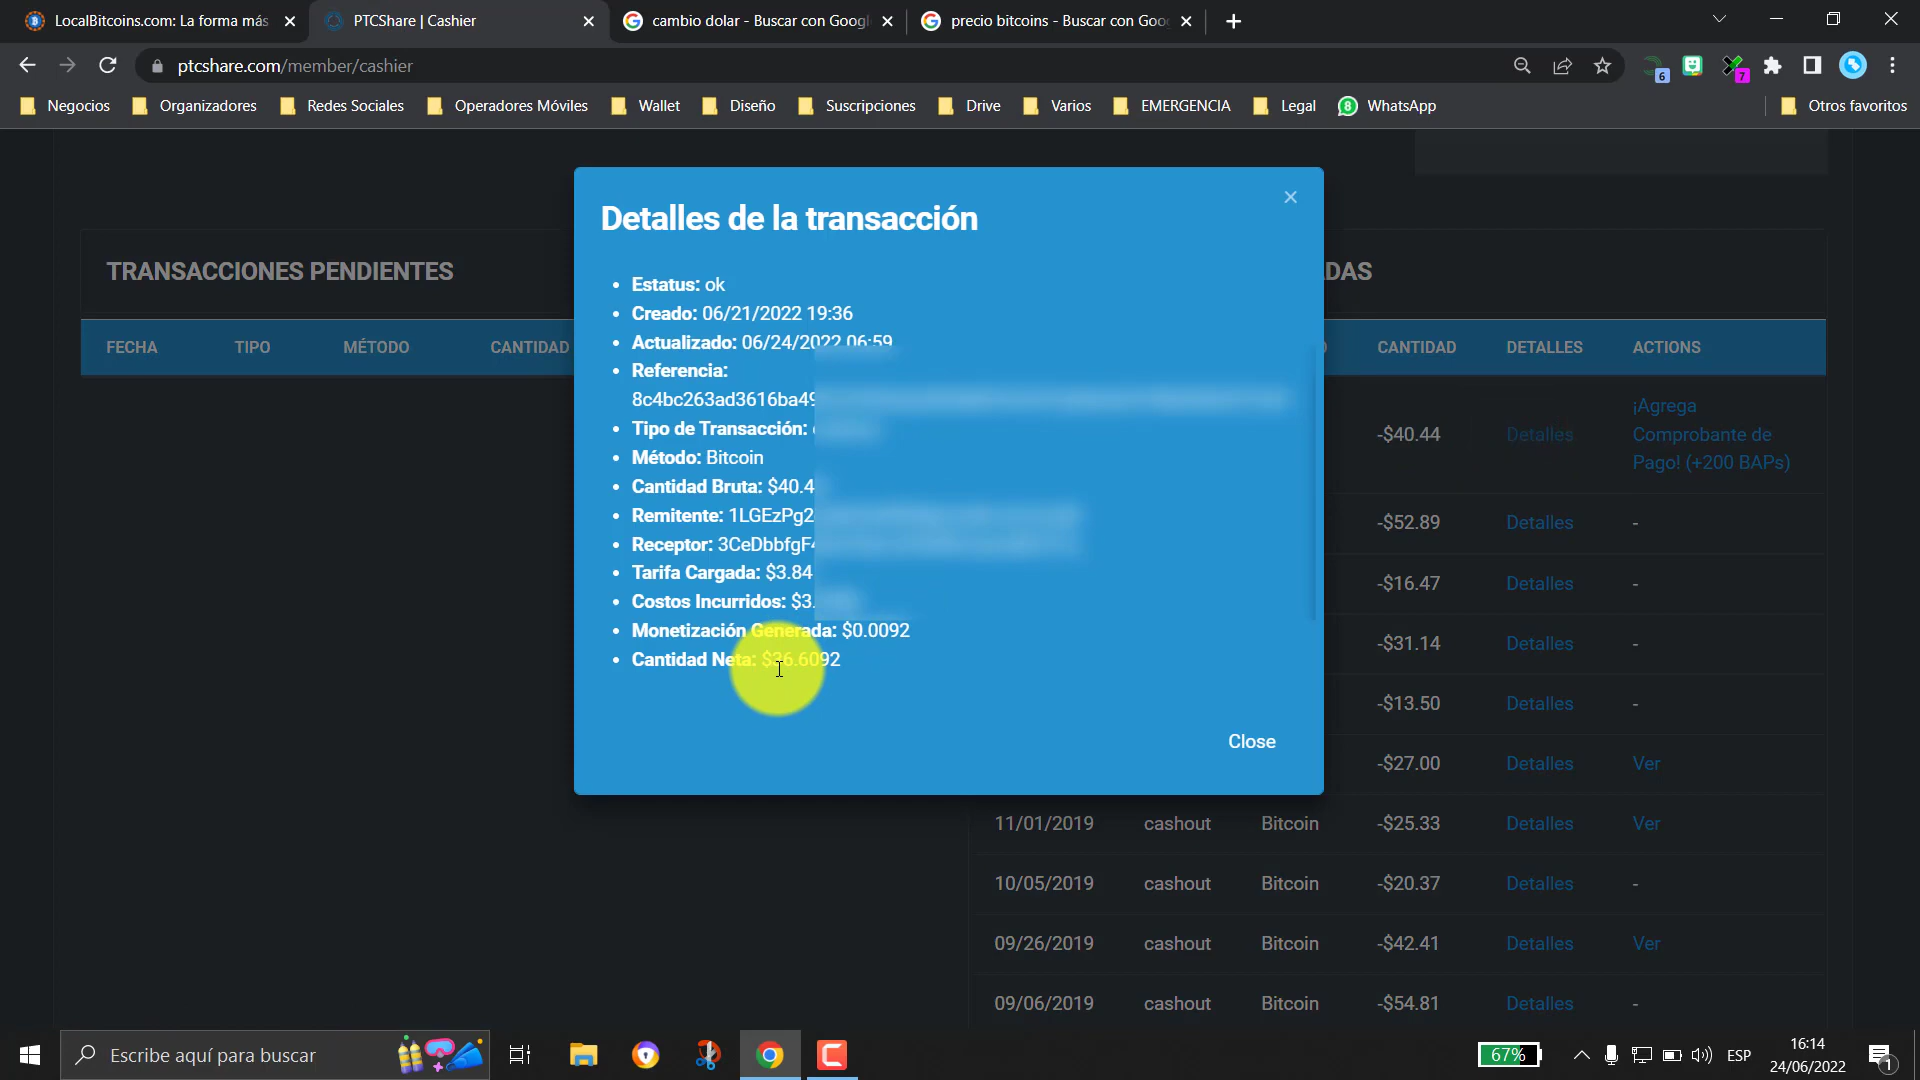 LocalBitcoins.com: La forma más
PTCShare | Cashier
cambio dolar - Buscar con Google
precio bitcoins - Buscar con Goo
ptcshare.com/member/cashier
6
7
Negocios
Organizadores
Redes Sociales
Operadores Móviles
Wallet
Diseño
Suscripciones
Drive
Varios
EMERGENCIA
Legal
8
WhatsApp
Otros favoritos
TRANSACCIONES PENDIENTES
DAS
FECHA TIPO MÉTODO CANTIDAD
CANTIDAD DETALLES ACTIONS
Detalles de la transacción
Estatus: ok
Creado: 06/21/2022 19:36
Actualizado: 06/24/2022 06:59
Referencia:
8c4bc263ad3616ba49
Tipo de Transacción:
Método: Bitcoin
Cantidad Bruta: $40.4
Remitente: 1LGEzPg2
Receptor: 3CeDbbfgF4
Tarifa Cargada: $3.84
Costos Incurridos: $3.
Monetización Generada: $0.0092
Cantidad Neta: $36.6092
Close
-$40.44 Detalles ¡Agrega
Comprobante de
Pago! (+200 BAPs)
-$52.89 Detalles -
-$16.47 Detalles -
-$31.14 Detalles -
-$13.50 Detalles -
-$27.00 Detalles Ver
11/01/2019 cashout Bitcoin -$25.33 Detalles Ver
10/05/2019 cashout Bitcoin -$20.37 Detalles -
09/26/2019 cashout Bitcoin -$42.41 Detalles Ver
09/06/2019 cashout Bitcoin -$54.81 Detalles -
Escribe aquí para buscar
67%
ESP
16:14
24/06/2022
1